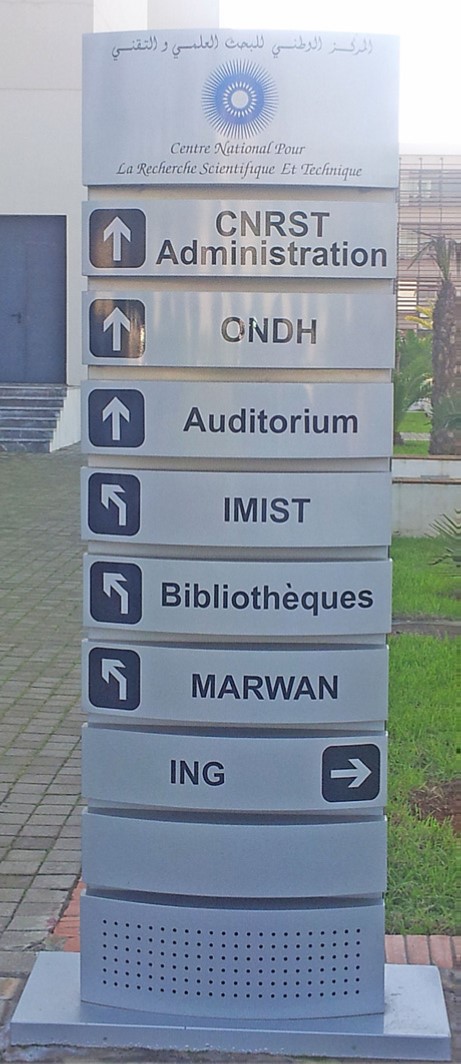 المركز الوطني للبحث العلمي و التقني
Centre National Pour
La Recherche Scientifique Et Technique
CNRST
Administration
ONDH
Auditorium
IMIST
Bibliothèques
MARWAN
ING